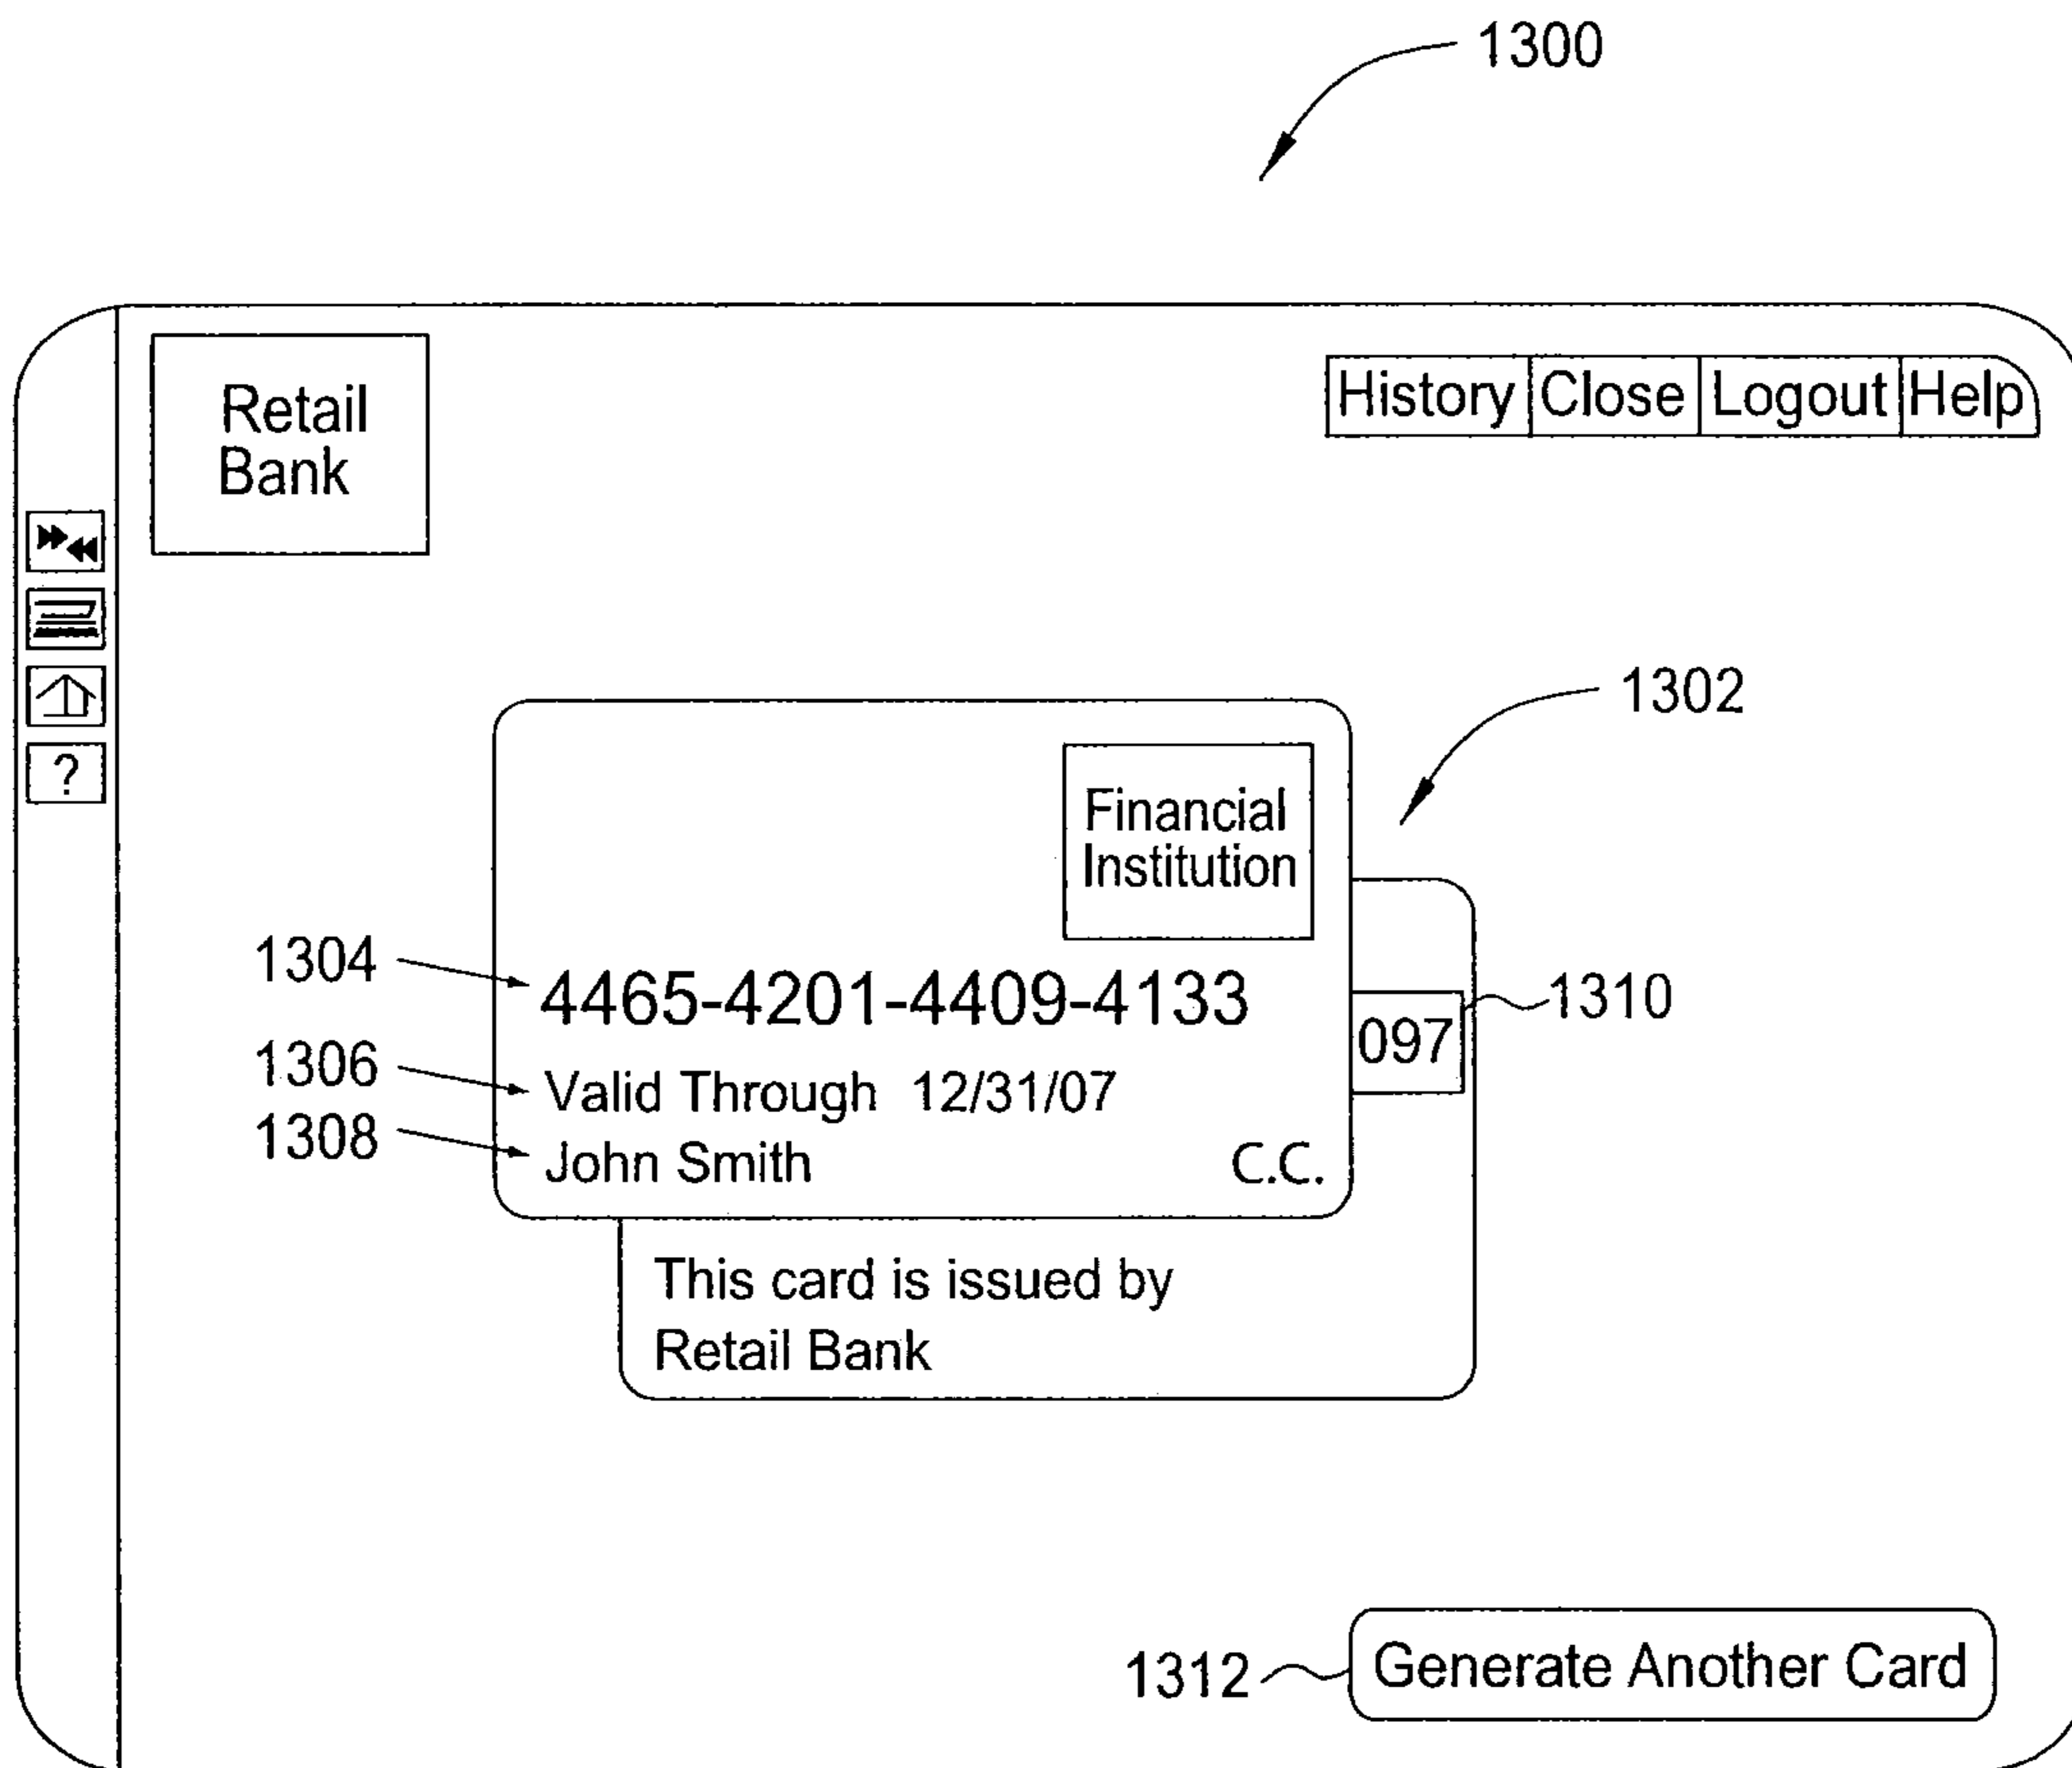 1300
Retail
Bank
History Close Logout Help
?
1302
Financial
Institution
1304
4465-4201-4409-4133
1310
097
1306
Valid Through 12/31/07
1308
John Smith
C.C.
This card is issued by
Retail Bank
1312
Generate Another Card